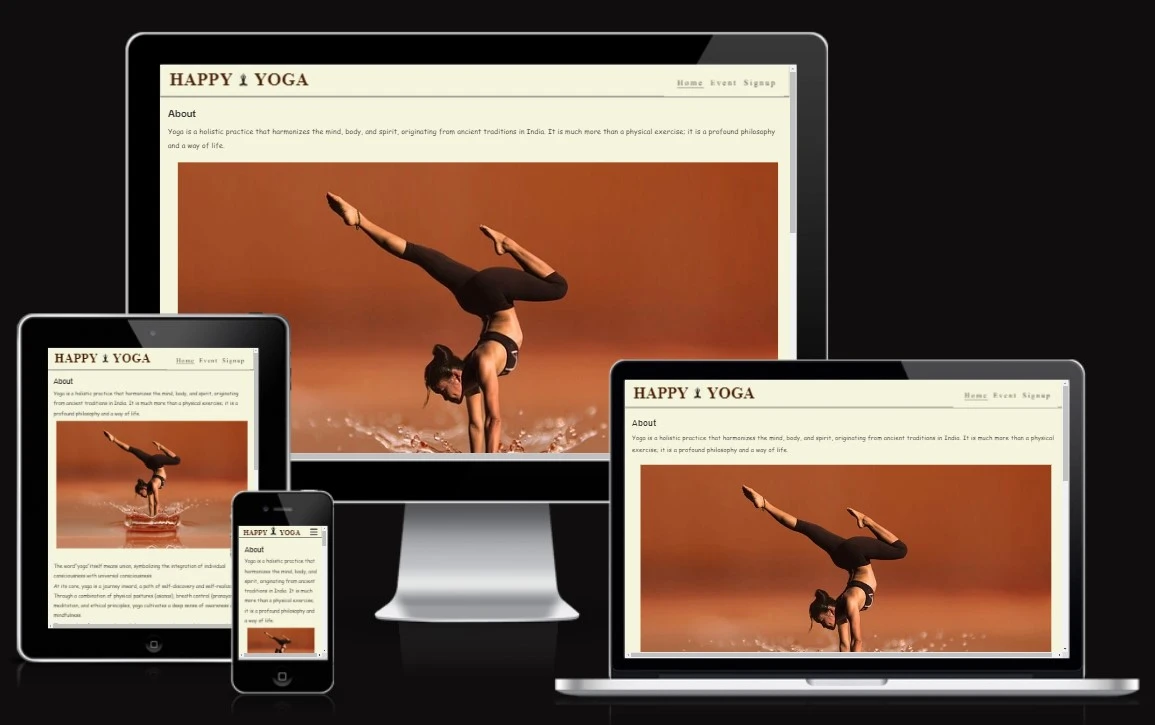 HAPPY YOGA
Home Event Signup
About
Yoga is a holistic practice that harmonizes the mind, body, and spirit, originating from ancient traditions in India. It is much more than a physical exercise; it is a profound philosophy
and a way of life.
HAPPY YOGA
Home Event Signup
About
Yoga is a holistic practice that harmonizes the mind, body, and spirit, originating
from ancient traditions in India. It is much more than a physical exercise; it is a
profound philosophy and a way of life.
The word"yoga"itself means union, symbolizing the integration of individual
consciousness with universal consciousness
At its core, yoga is a journey inward, a path of self-discovery and
Through a combination of physical postures (asana), breath control
meditation, and ethical principles, yoga cultivates a deep sense of awareness
mindfulness
HAPPY YOGA
About
Yoga is a holistic practice that
harmonizes the mind, body, and
spirit, originating from ancient
traditions in India. It is much
more than a physical exercise;
it is a profound philosophy and
a way of life.
HAPPY YOGA
Home Event Signup
About
Yoga is a holistic practice that harmonizes the mind, body, and spirit, originating from ancient traditions in India. It is much more than a physical
exercise; it is a profound philosophy and a way of life.